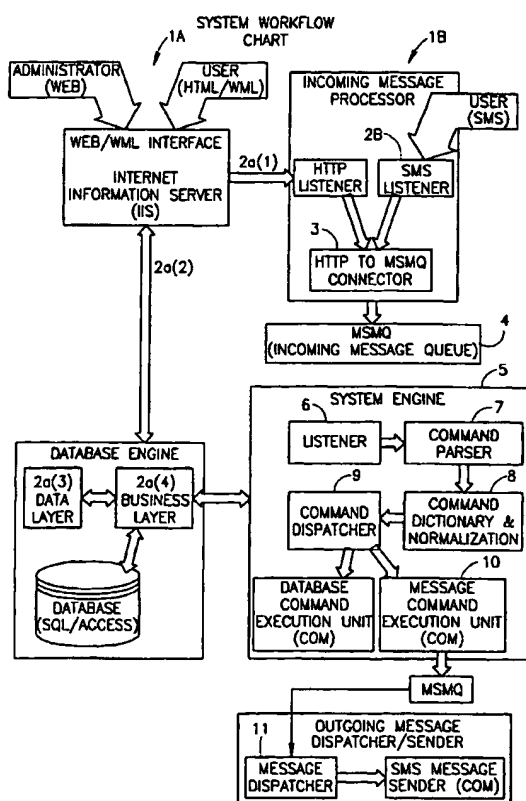 SYSTEM WORKFLOW
CHART
1A
1B
ADMINISTRATOR
(WEB)
USER
(HTML/WML)
WEB/WML INTERFACE
INTERNET
INFORMATION SERVER
(IIS)
2a(1)
2a(2)
INCOMING MESSAGE
PROCESSOR
USER
(SMS)
2B
HTTP
LISTENER
SMS
LISTENER
3
HTTP TO MSMQ
CONNECTOR
4
MSMQ
(INCOMING MESSAGE QUEUE)
5
SYSTEM ENGINE
6
LISTENER
7
COMMAND
PARSER
8
COMMAND
DICTIONARY &
NORMALIZATION
9
COMMAND
DISPATCHER
DATABASE
COMMAND
EXECUTION UNIT
(COM)
10
MESSAGE
COMMAND
EXECUTION UNIT
(COM)
DATABASE ENGINE
2a(3)
DATA
LAYER
2a(4)
BUSINESS
LAYER
DATABASE
(SQL/ACCESS)
MSMQ
OUTGOING MESSAGE
DISPATCHER/SENDER
11
MESSAGE
DISPATCHER
SMS MESSAGE
SENDER (COM)